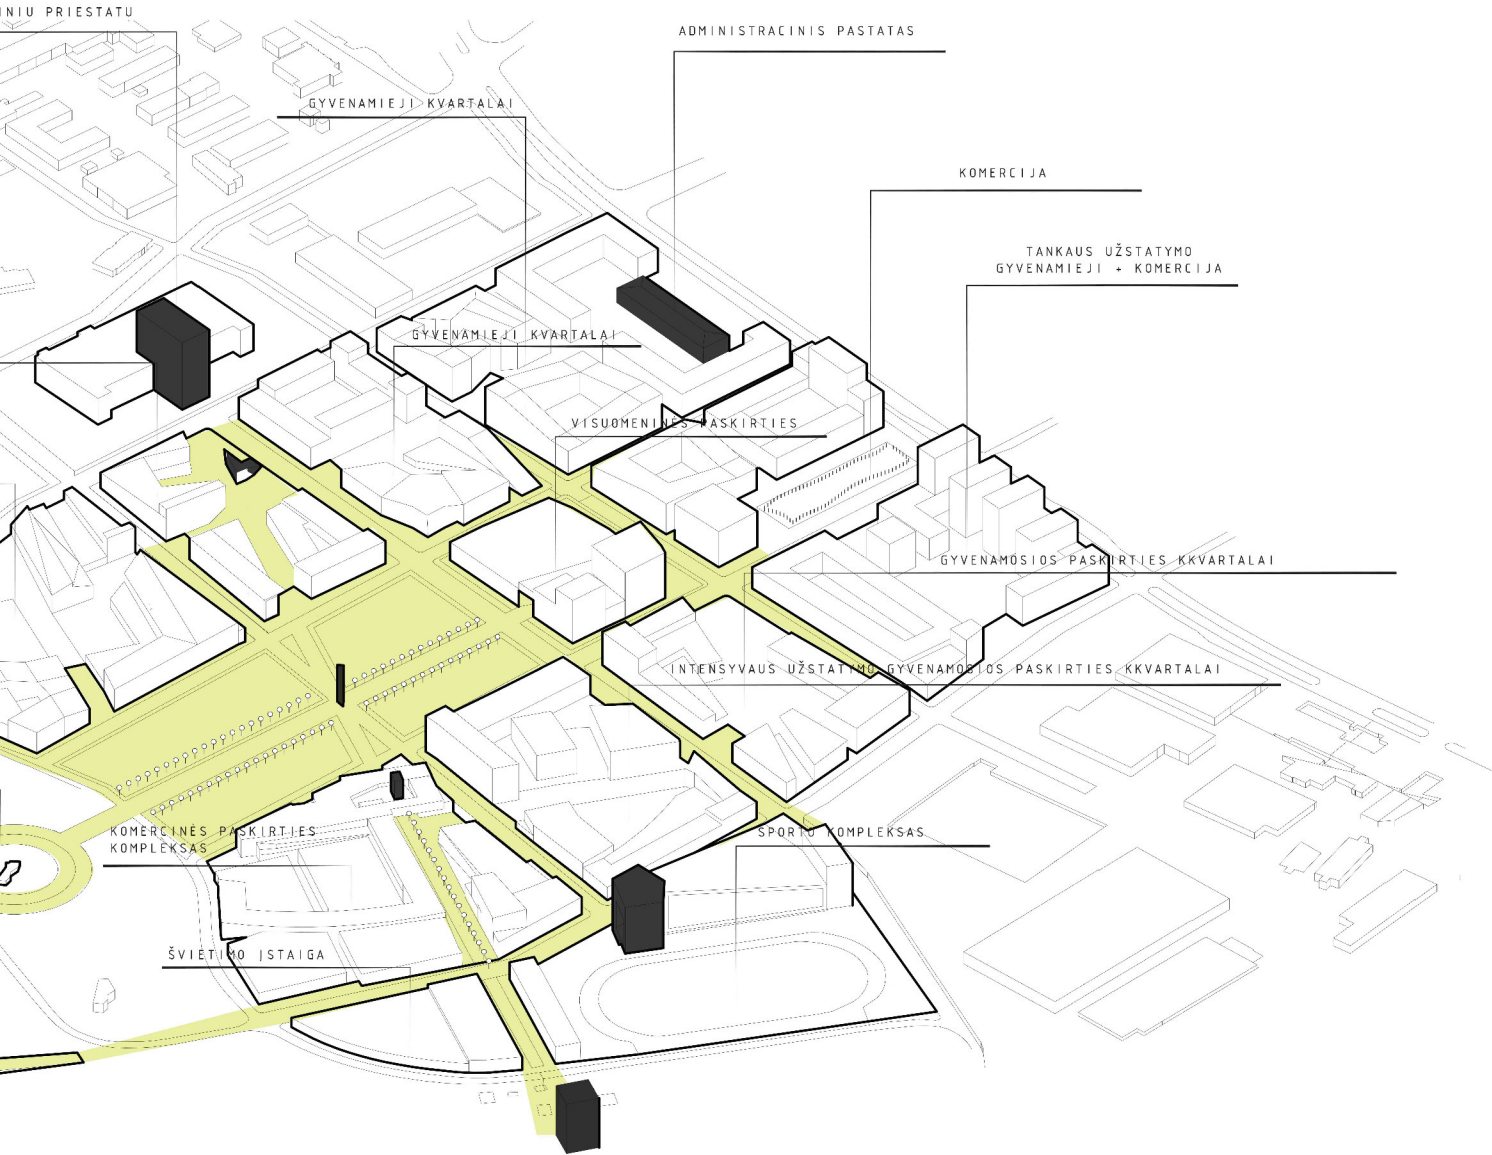 INIU PRIESTATU
ADMINISTRACINIS PASTATAS
GYVENAMIEJI KVARTALAI
KOMERCIJA
TANKAUS UŽSTATYMO
GYVENAMIEJI + KOMERCIJA
GYVENAMIEJI KVARTALAI
VISUOMENINĖS PASKIRTIES
GYVENAMOSIOS PASKIRTIES KKVARTALAI
INTENSYVAUS UŽSTATYMO GYVENAMOSIOS PASKIRTIES KKVARTALAI
KOMERCINĖS PASKIRTIES
KOMPLEKSAS
SPORTO KOMPLEKSAS
ŠVIETIMO ĮSTAIGA